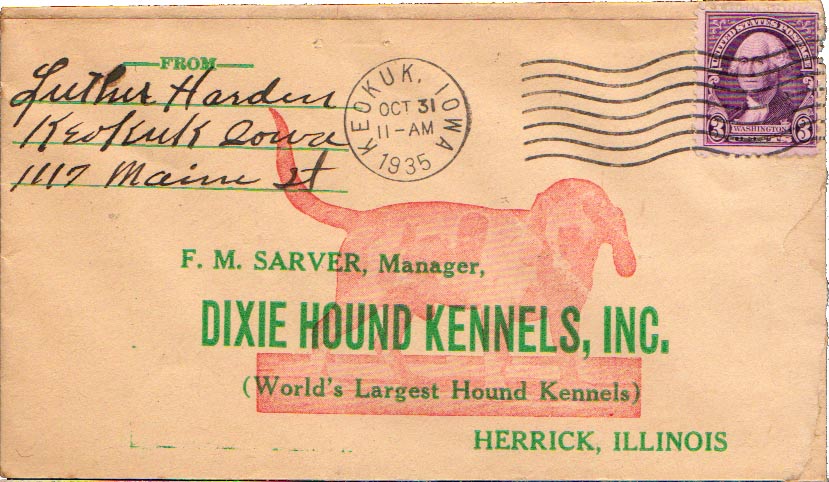 FROM
Luther Harden
Keokuk Iowa
1117 Maine St
KEOKUK, IOWA
OCT 31
11-AM
1935
UNITED STATES POSTAGE
3 WASHINGTON 3
F. M. SARVER, Manager,
DIXIE HOUND KENNELS, INC.
(World's Largest Hound Kennels)
HERRICK, ILLINOIS